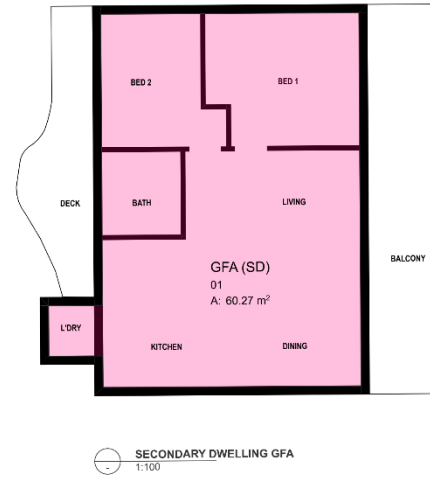 BED 2
BED 1
DECK
BATH
LIVING
BALCONY
GFA (SD)
01
A: 60.27 m²
L'DRY
KITCHEN
DINING
SECONDARY DWELLING GFA
-
1:100